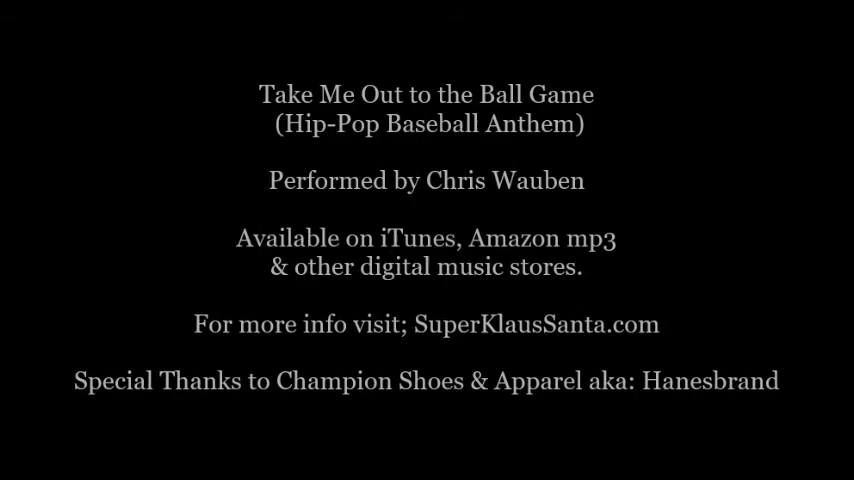 Take Me Out to the Ball Game
(Hip-Pop Baseball Anthem)
Performed by Chris Wauben
Available on iTunes, Amazon mp3
& other digital music stores.
For more info visit; SuperKlausSanta.com
Special Thanks to Champion Shoes & Apparel aka: Hanesbrand